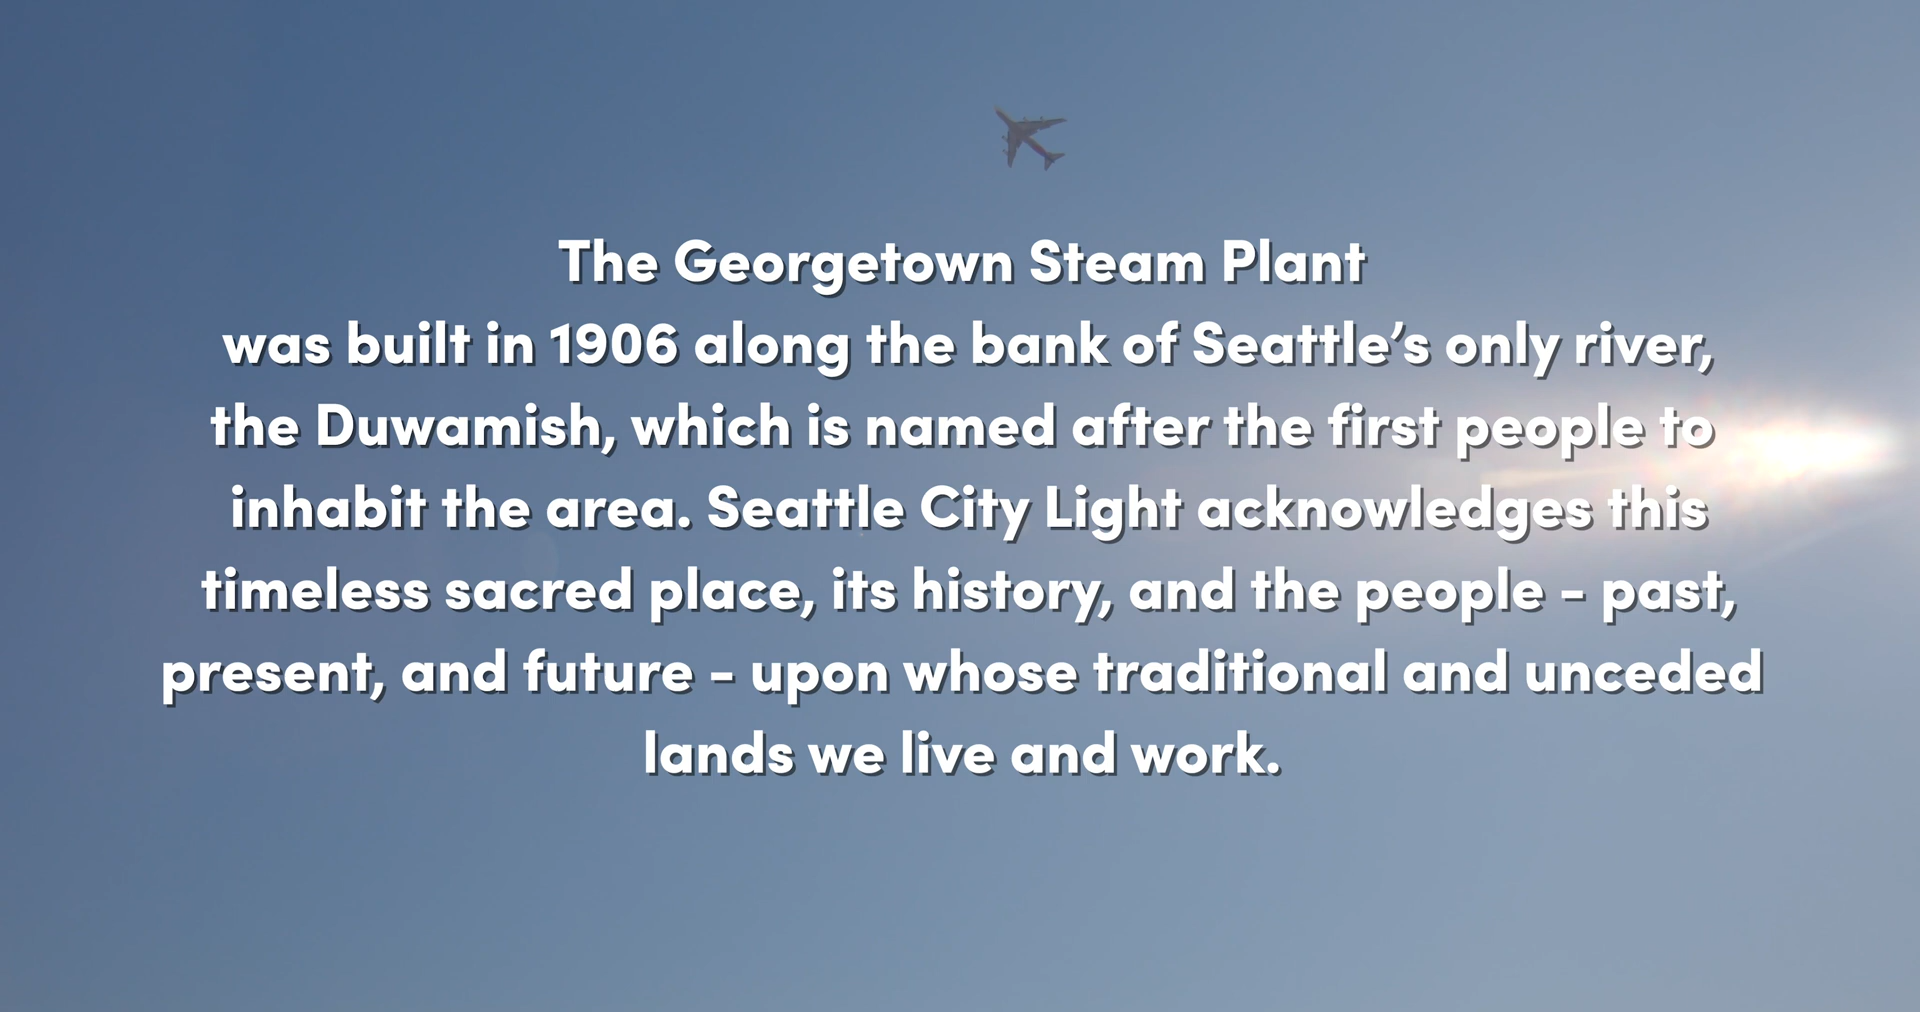 The Georgetown Steam Plant
was built in 1906 along the bank of Seattle’s only river,
the Duwamish, which is named after the first people to
inhabit the area. Seattle City Light acknowledges this
timeless sacred place, its history, and the people - past,
present, and future - upon whose traditional and unceded
lands we live and work.